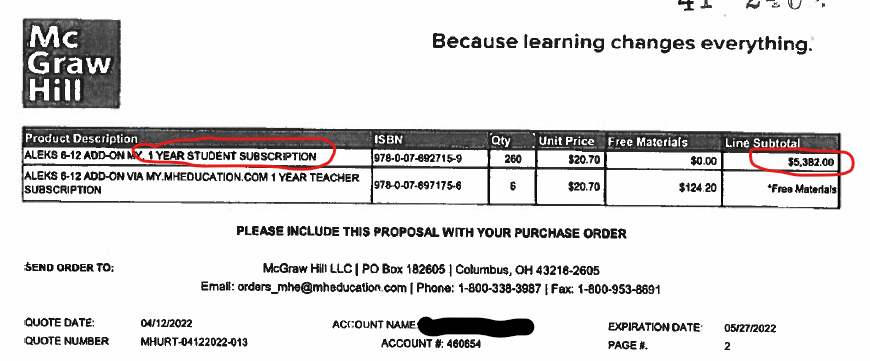 Mc
Graw
Hill
Because learning changes everything.
Product Description ISBN Qty Unit Price Free Materials Line Subtotal
ALEKS 6-12 ADD-ON MY. 1 YEAR STUDENT SUBSCRIPTION 978-0-07-692715-9 260 $20.70 $0.00 $5,382.00
ALEKS 6-12 ADD-ON VIA MY.MHEDUCATION.COM 1 YEAR TEACHER
SUBSCRIPTION 978-0-07-697175-6 6 $20.70 $124.20 *Free Materials
PLEASE INCLUDE THIS PROPOSAL WITH YOUR PURCHASE ORDER
SEND ORDER TO: McGraw Hill LLC | PO Box 182605 | Columbus, OH 43218-2605
Email: orders_mhe@mheducation.com | Phone: 1-800-338-3987 | Fax: 1-800-953-8691
QUOTE DATE: 04/12/2022 ACCOUNT NAME: EXPIRATION DATE: 05/27/2022
QUOTE NUMBER MHURT-04122022-013 ACCOUNT #: 460654 PAGE #. 2